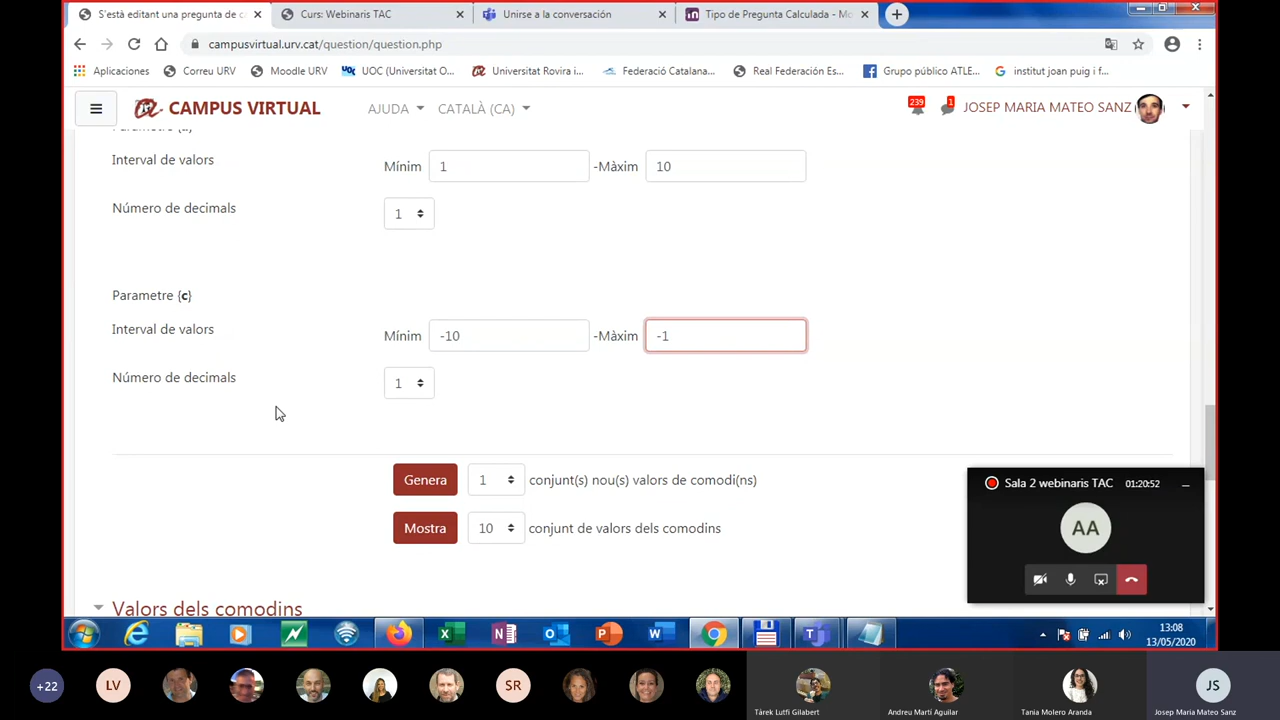 S'està editant una pregunta de c
Curs: Webinaris TAC
Unirse a la conversación
Tipo de Pregunta Calculada - Mo
campusvirtual.urv.cat/question/question.php
Aplicaciones
Correu URV
Moodle URV
UOC (Universitat O...
Universitat Rovira i...
Federació Catalana...
Real Federación Es...
Grupo público ATLE...
institut joan puig i f...
CAMPUS VIRTUAL
AJUDA
CATALÀ (CA)
239
1
JOSEP MARIA MATEO SANZ
Interval de valors
Mínim
1
-Màxim
10
Número de decimals
1
Parametre {c}
Interval de valors
Mínim
-10
-Màxim
-1
Número de decimals
1
Genera
1
conjunt(s) nou(s) valors de comodí(ns)
Mostra
10
conjunt de valors dels comodins
Valors dels comodins
Sala 2 webinaris TAC
01:20:52
AA
13:08
13/05/2020
+22
LV
SR
JS
Tárek Lutfi Gilabert
Andreu Martí Aguilar
Tania Molero Aranda
Josep Maria Mateo Sanz